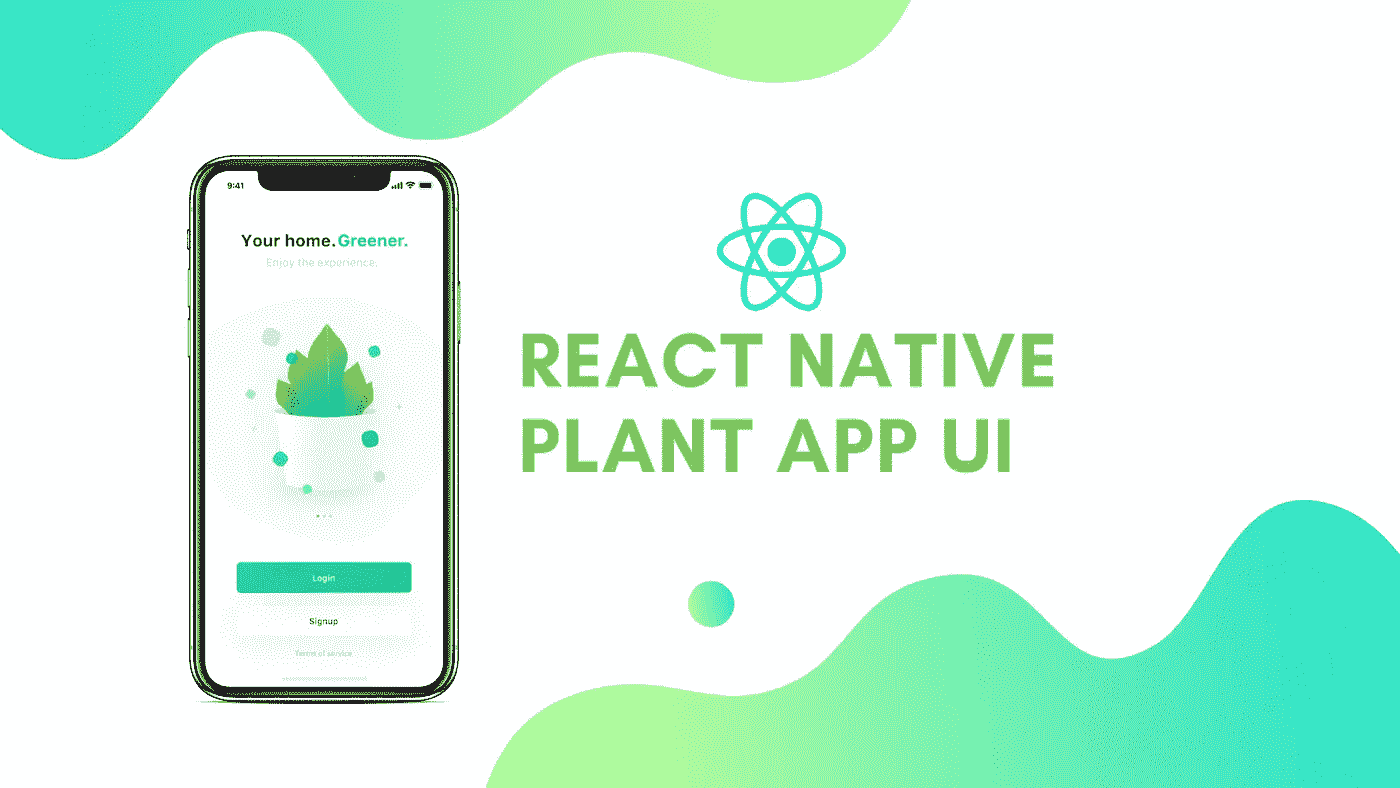 9:41
Your home. Greener.
Enjoy the experience.
Login
Signup
Terms of service
REACT NATIVE
PLANT APP UI